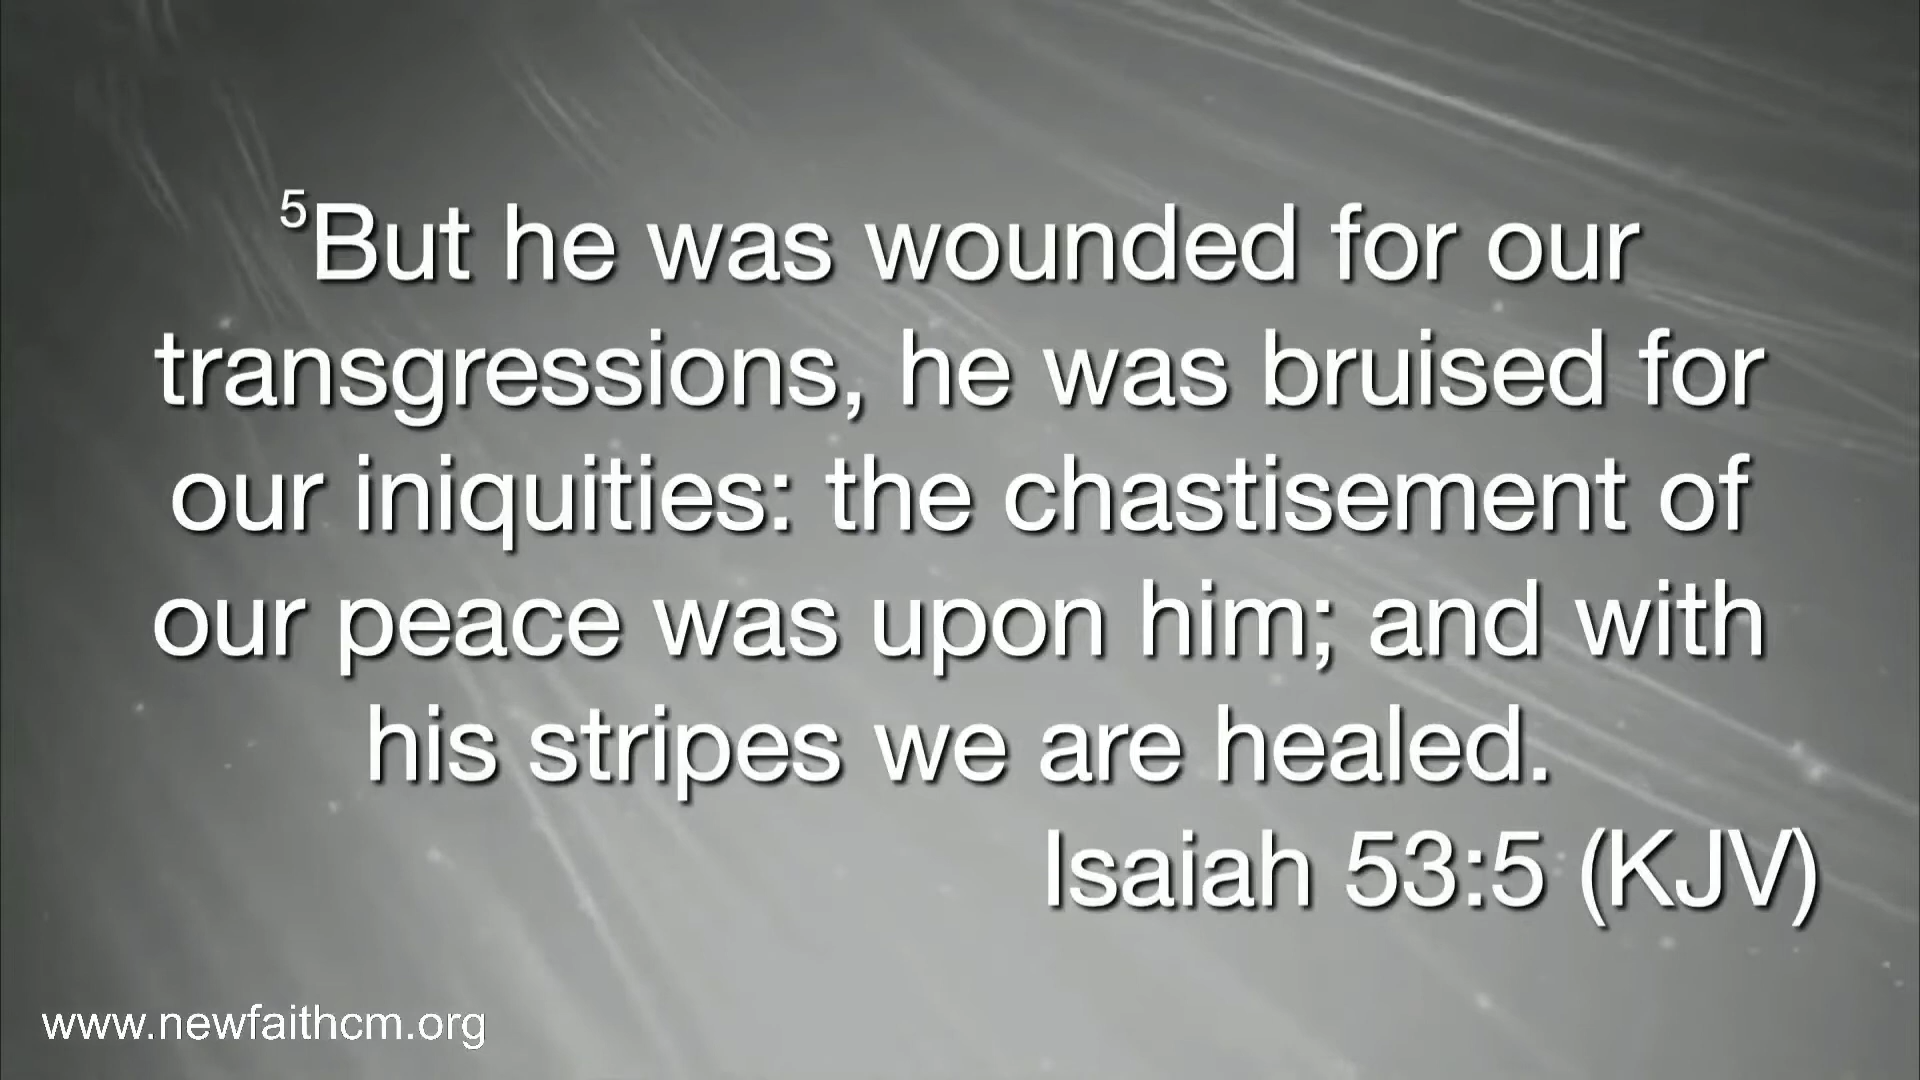 ⁵But he was wounded for our
transgressions, he was bruised for
our iniquities: the chastisement of
our peace was upon him; and with
his stripes we are healed.
Isaiah 53:5 (KJV)
www.newfaithcm.org